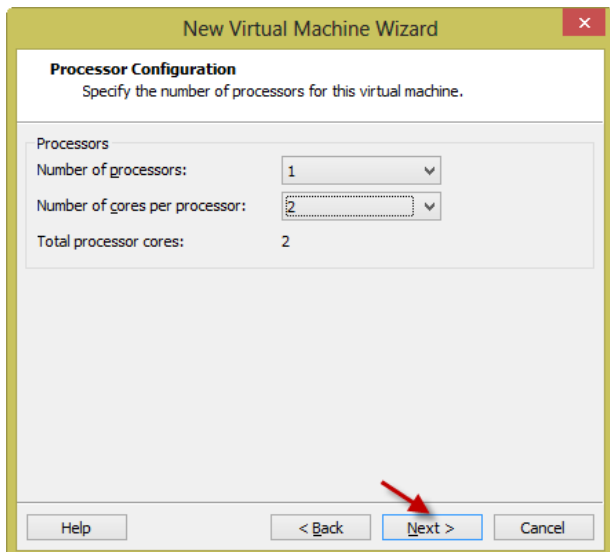 New Virtual Machine Wizard
Processor Configuration
Specify the number of processors for this virtual machine.
Processors
Number of processors: 1
Number of cores per processor: 2
Total processor cores: 2
Help < Back Next > Cancel